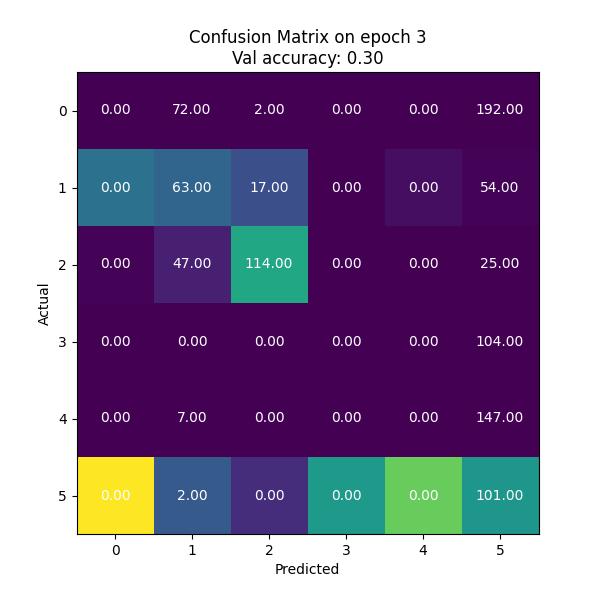 Confusion Matrix on epoch 3
Val accuracy: 0.30
0 0.00 72.00 2.00 0.00 0.00 192.00
1 0.00 63.00 17.00 0.00 0.00 54.00
2 0.00 47.00 114.00 0.00 0.00 25.00
Actual
3 0.00 0.00 0.00 0.00 0.00 104.00
4 0.00 7.00 0.00 0.00 0.00 147.00
5 0.00 2.00 0.00 0.00 0.00 101.00
0 1 2 3 4 5
Predicted